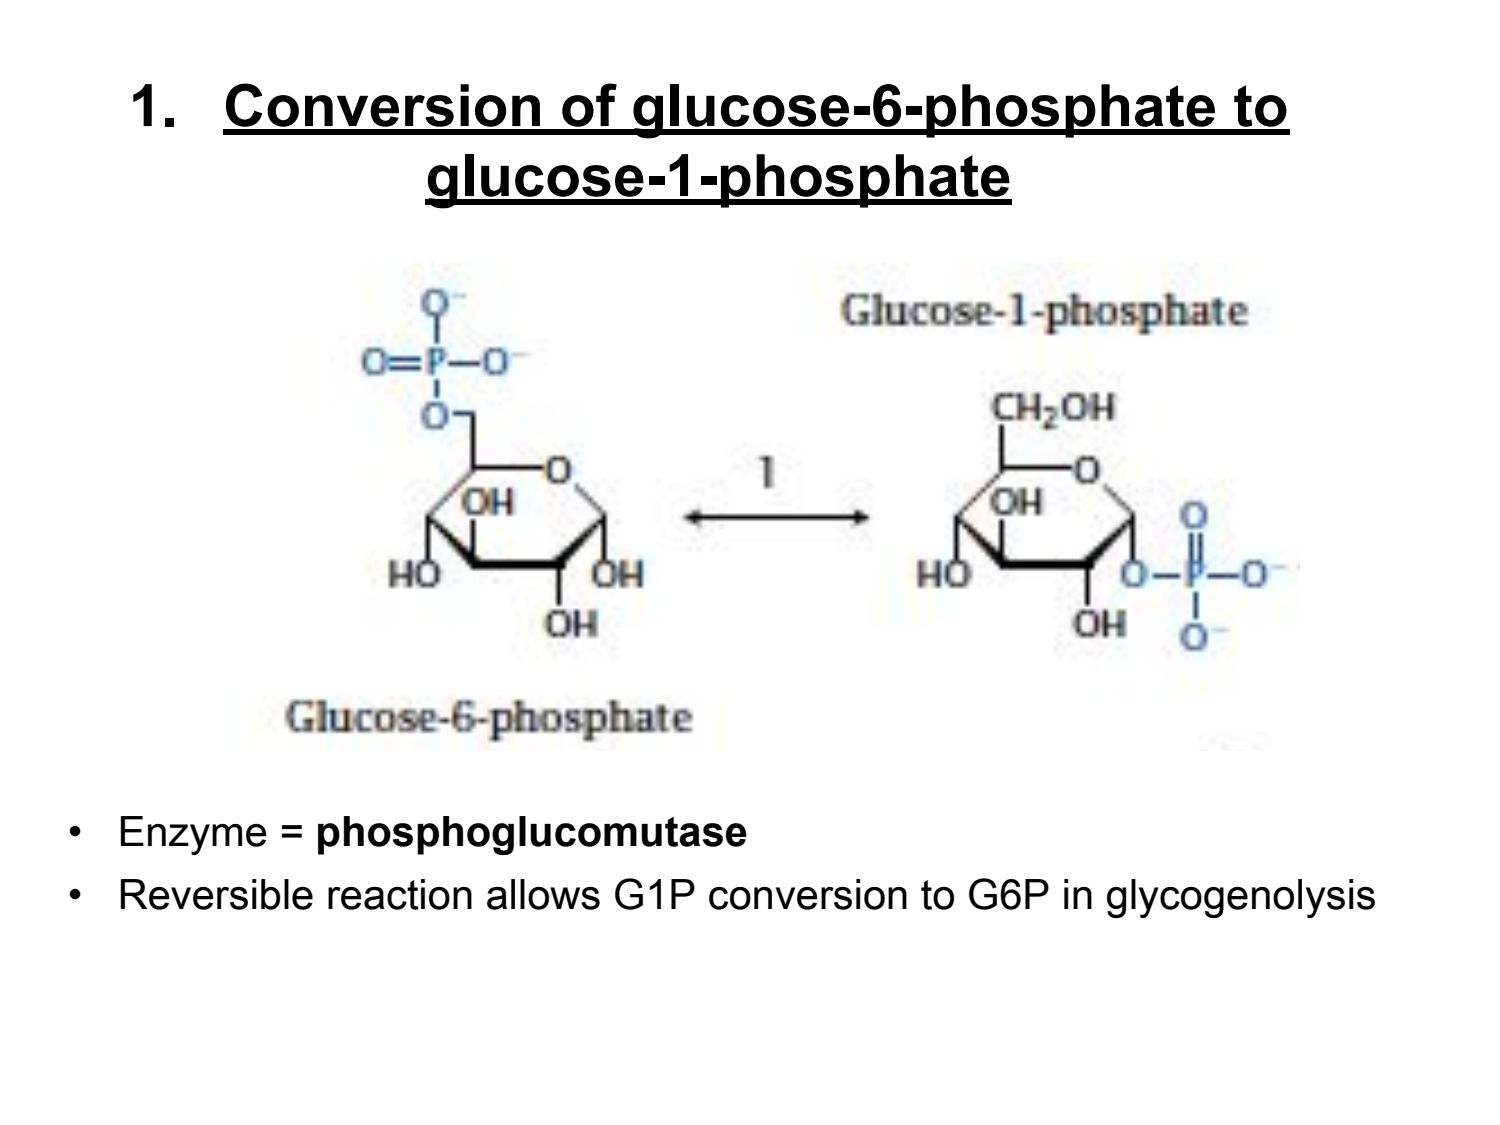 1. Conversion of glucose-6-phosphate to
glucose-1-phosphate
O⁻
O=P—O⁻
O
O
OH
HO
OH
OH
Glucose-6-phosphate
1
Glucose-1-phosphate
CH₂OH
O
OH
O
HO
O—P—O⁻
OH
O⁻
• Enzyme = phosphoglucomutase
• Reversible reaction allows G1P conversion to G6P in glycogenolysis